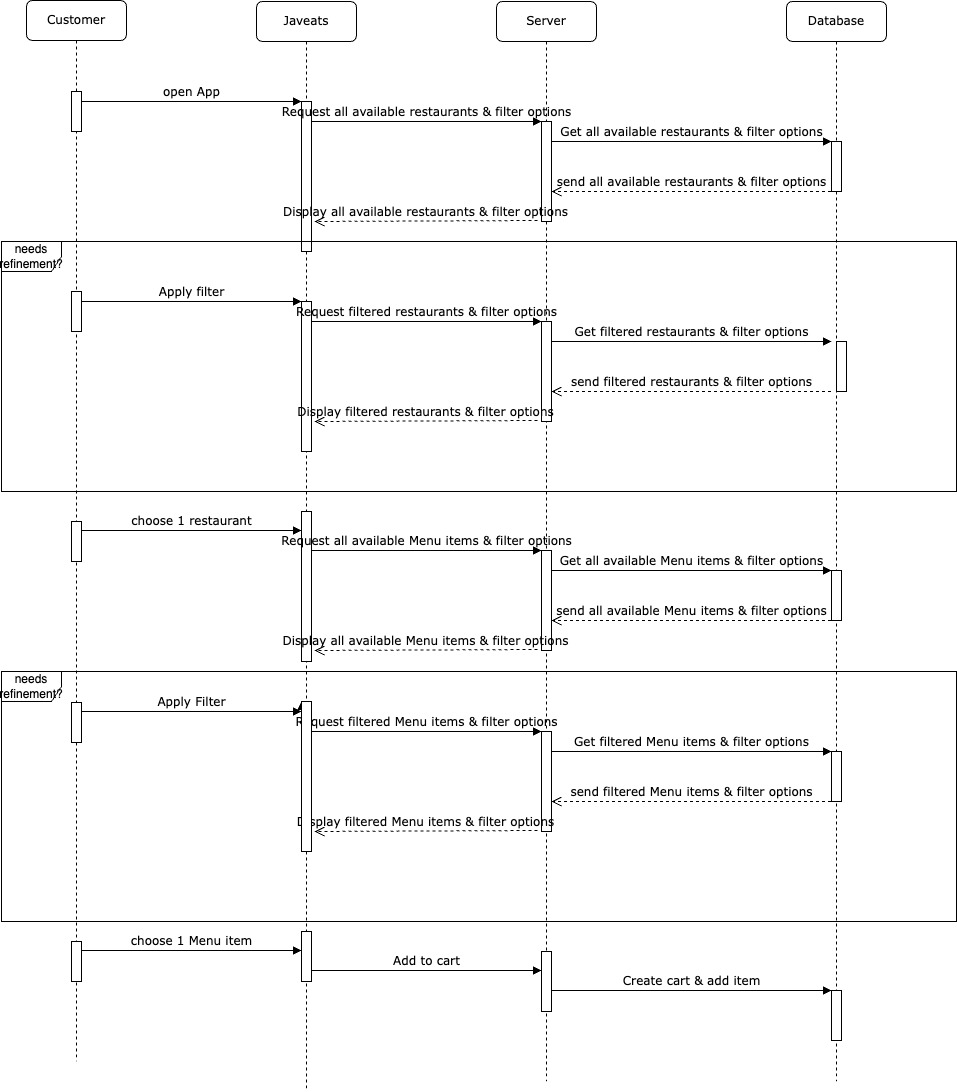 Customer
Javeats
Server
Database
open App
Request all available restaurants & filter options
Get all available restaurants & filter options
send all available restaurants & filter options
Display all available restaurants & filter options
needs
refinement?
Apply filter
Request filtered restaurants & filter options
Get filtered restaurants & filter options
send filtered restaurants & filter options
Display filtered restaurants & filter options
choose 1 restaurant
Request all available Menu items & filter options
Get all available Menu items & filter options
send all available Menu items & filter options
Display all available Menu items & filter options
needs
refinement?
Apply Filter
Request filtered Menu items & filter options
Get filtered Menu items & filter options
send filtered Menu items & filter options
Display filtered Menu items & filter options
choose 1 Menu item
Add to cart
Create cart & add item